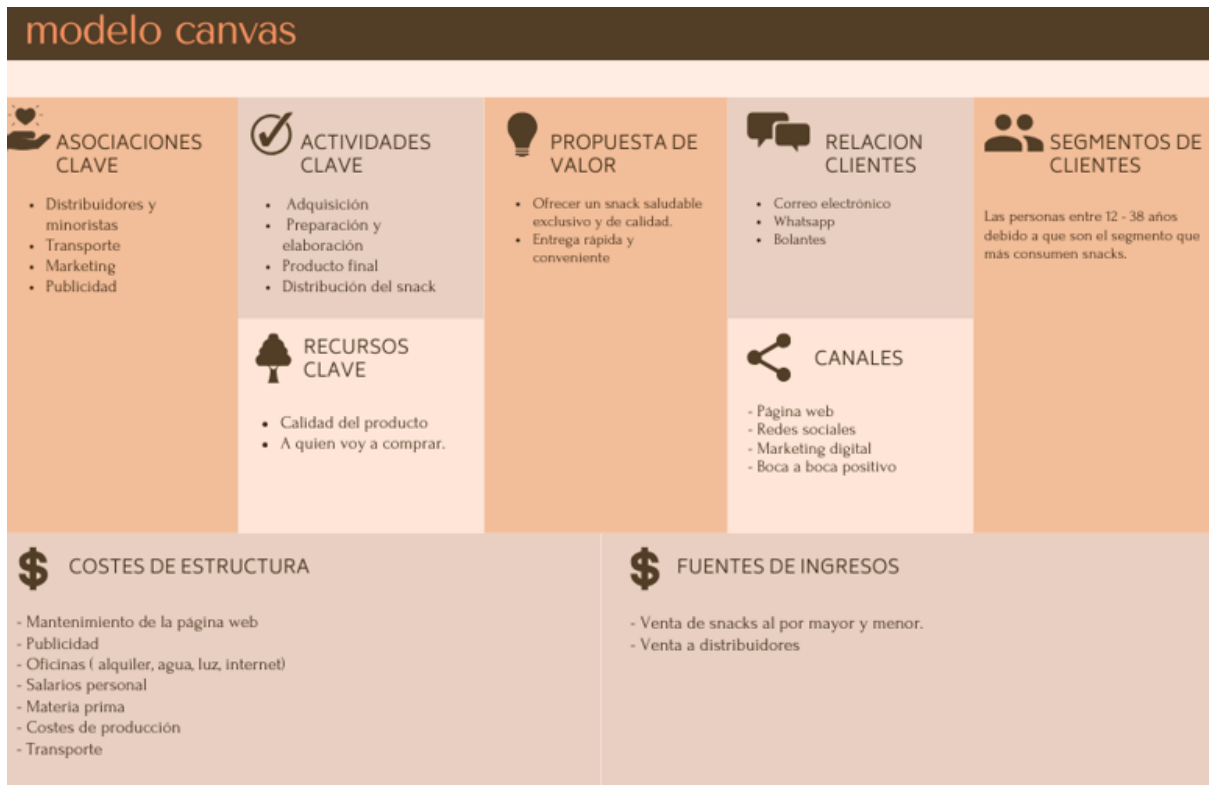 modelo canvas
ASOCIACIONES
CLAVE
• Distribuidores y
minoristas
• Transporte
• Marketing
• Publicidad
ACTIVIDADES
CLAVE
• Adquisición
• Preparación y
elaboración
• Producto final
• Distribución del snack
RECURSOS
CLAVE
• Calidad del producto
• A quien voy a comprar.
PROPUESTA DE
VALOR
• Ofrecer un snack saludable
exclusivo y de calidad.
• Entrega rápida y
conveniente
RELACION
CLIENTES
• Correo electrónico
• Whatsapp
• Bolantes
CANALES
- Página web
- Redes sociales
- Marketing digital
- Boca a boca positivo
SEGMENTOS DE
CLIENTES
Las personas entre 12 - 38 años
debido a que son el segmento que
más consumen snacks.
COSTES DE ESTRUCTURA
- Mantenimiento de la página web
- Publicidad
- Oficinas ( alquiler, agua, luz, internet)
- Salarios personal
- Materia prima
- Costes de producción
- Transporte
FUENTES DE INGRESOS
- Venta de snacks al por mayor y menor.
- Venta a distribuidores